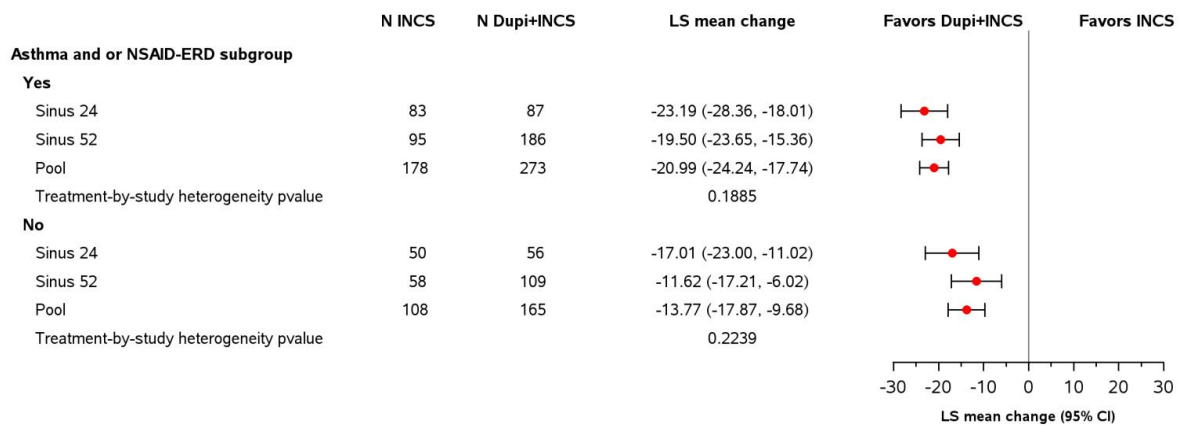 N INCS N Dupi+INCS LS mean change Favors Dupi+INCS Favors INCS
Asthma and or NSAID-ERD subgroup
Yes
Sinus 24 83 87 -23.19 (-28.36, -18.01)
Sinus 52 95 186 -19.50 (-23.65, -15.36)
Pool 178 273 -20.99 (-24.24, -17.74)
Treatment-by-study heterogeneity pvalue 0.1885
No
Sinus 24 50 56 -17.01 (-23.00, -11.02)
Sinus 52 58 109 -11.62 (-17.21, -6.02)
Pool 108 165 -13.77 (-17.87, -9.68)
Treatment-by-study heterogeneity pvalue 0.2239
-30 -20 -10 0 10 20 30
LS mean change (95% CI)